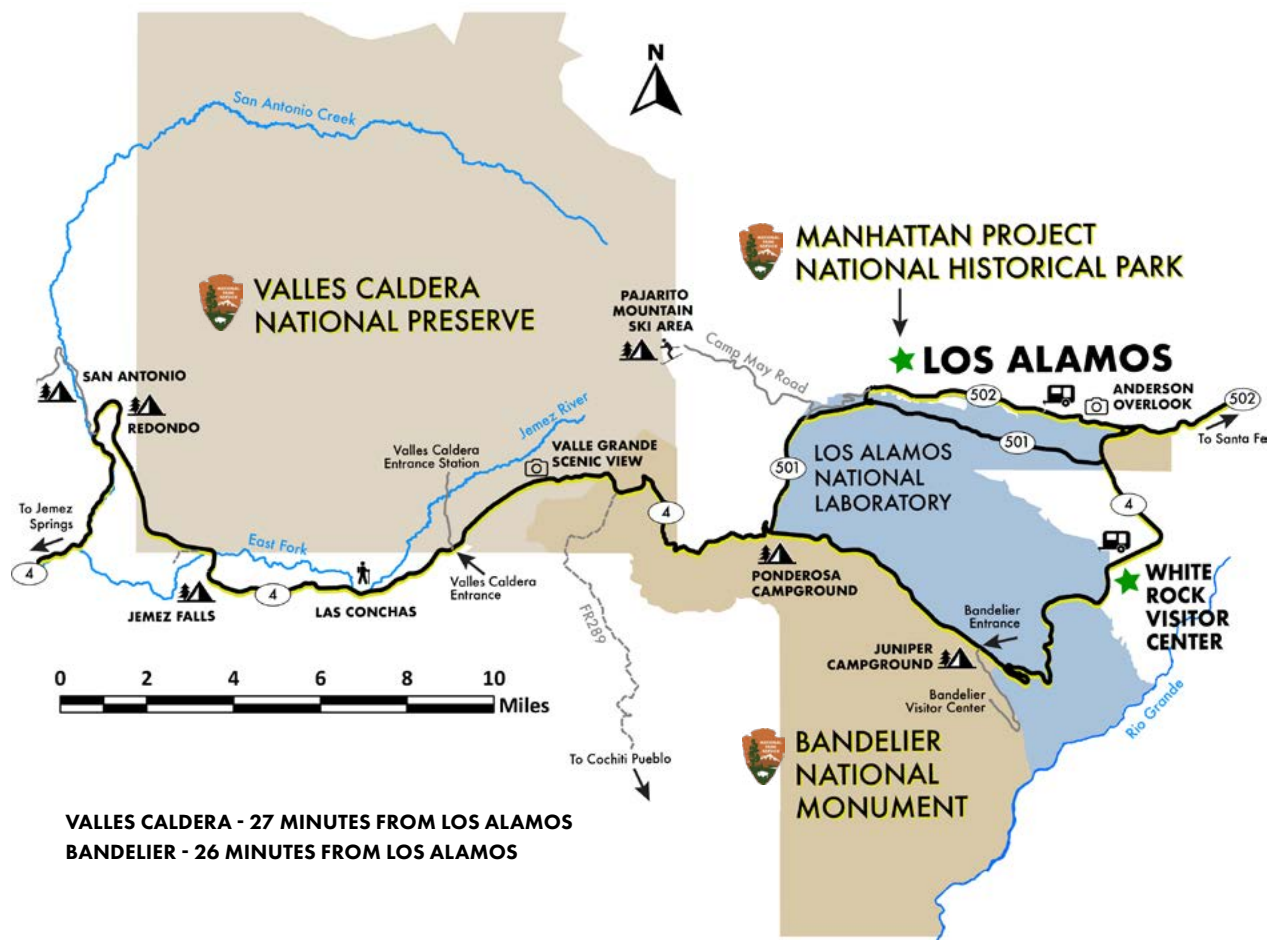 N
San Antonio Creek
MANHATTAN PROJECT
NATIONAL HISTORICAL PARK
VALLES CALDERA
NATIONAL PRESERVE
PAJARITO
MOUNTAIN
SKI AREA
Camp May Road
LOS ALAMOS
SAN ANTONIO
REDONDO
502
ANDERSON
OVERLOOK
502
To Santa Fe
Jemez River
Valles Caldera
Entrance Station
VALLE GRANDE
SCENIC VIEW
501
501
LOS ALAMOS
NATIONAL
LABORATORY
To Jemez
Springs
4
4
4
East Fork
4
JEMEZ FALLS
LAS CONCHAS
Valles Caldera
Entrance
PONDEROSA
CAMPGROUND
FR289
WHITE
ROCK
VISITOR
CENTER
Bandelier
Entrance
JUNIPER
CAMPGROUND
Bandelier
Visitor Center
Rio Grande
0 2 4 6 8 10
Miles
To Cochiti Pueblo
BANDELIER
NATIONAL
MONUMENT
VALLES CALDERA - 27 MINUTES FROM LOS ALAMOS
BANDELIER - 26 MINUTES FROM LOS ALAMOS